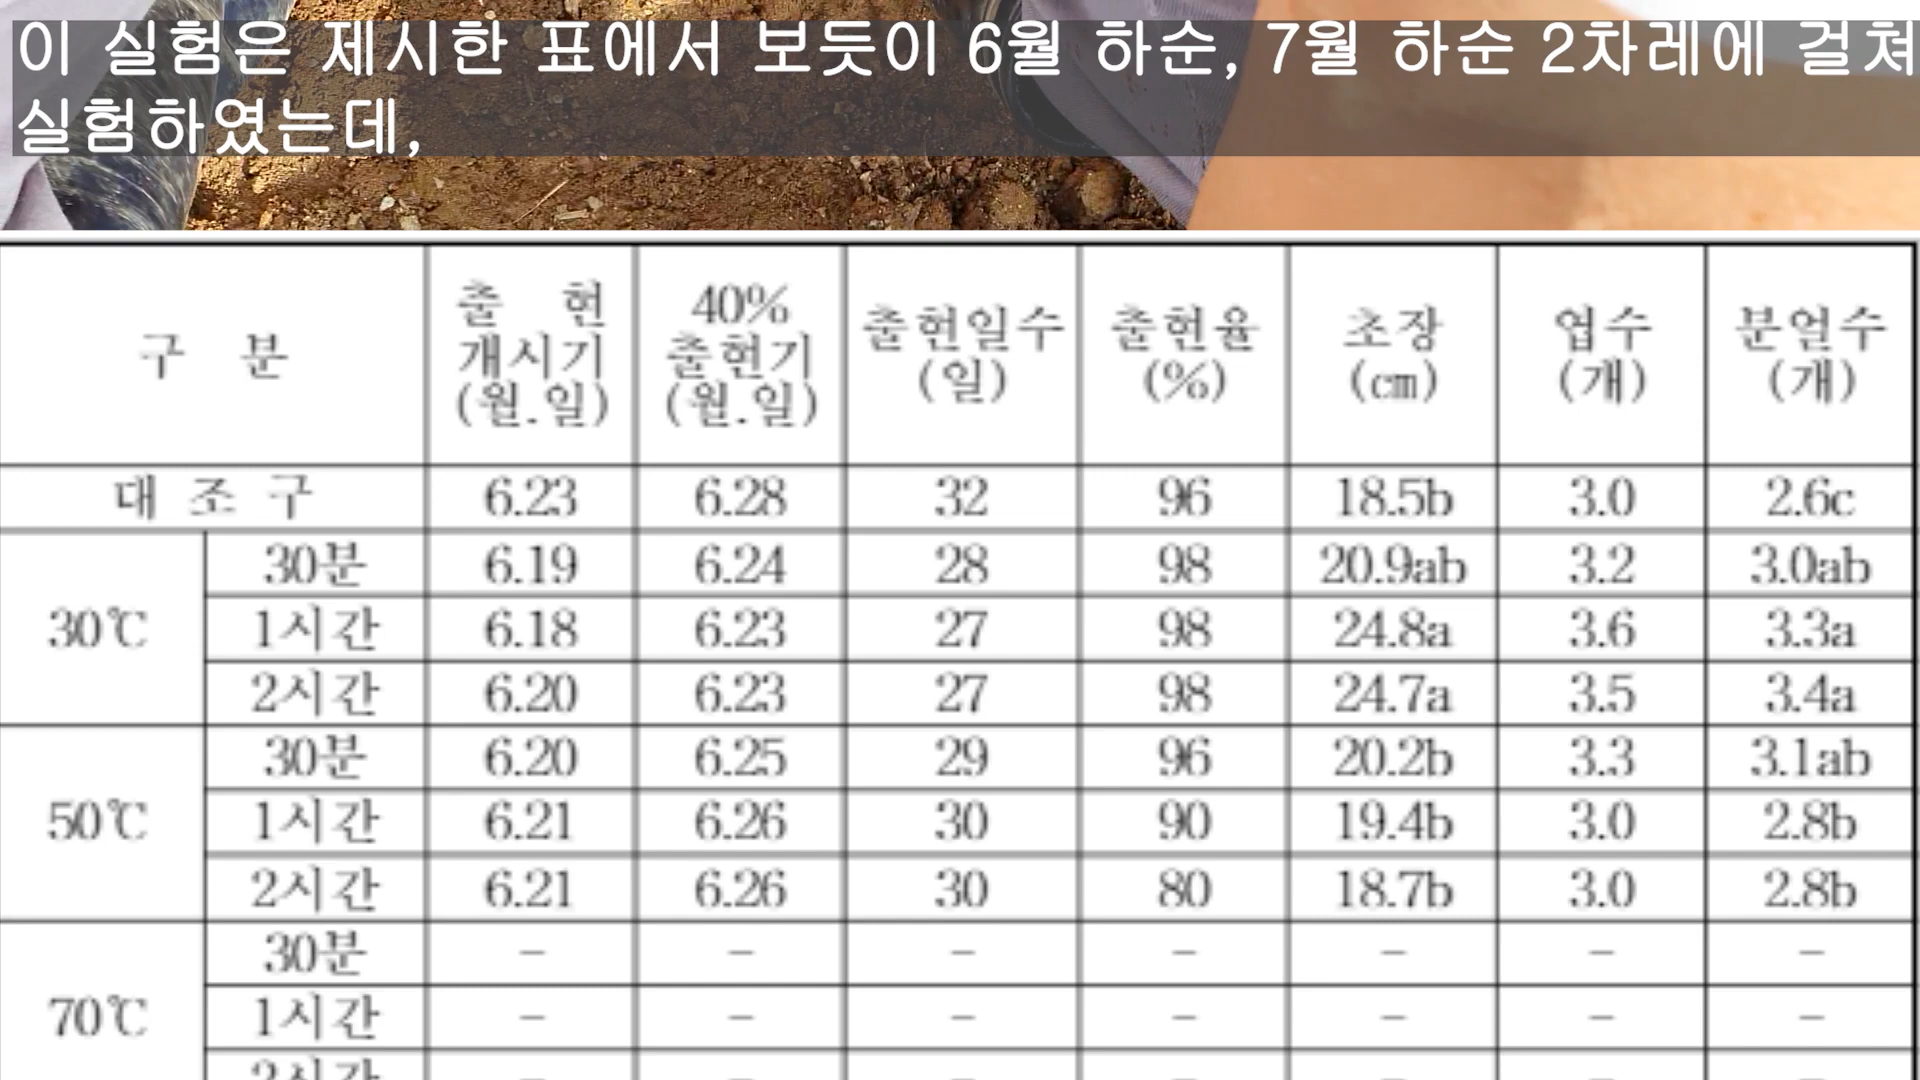 이 실험은 제시한 표에서 보듯이 6월 하순, 7월 하순 2차레에 걸쳐
실험하였는데,
구 분 출 현 개시기 (월.일) 40% 출현기 (월.일) 출현일수 (일) 출현율 (%) 초장 (cm) 엽수 (개) 분얼수 (개)
대 조 구 6.23 6.28 32 96 18.5b 3.0 2.6c
30℃ 30분 6.19 6.24 28 98 20.9ab 3.2 3.0ab
1시간 6.18 6.23 27 98 24.8a 3.6 3.3a
2시간 6.20 6.23 27 98 24.7a 3.5 3.4a
50℃ 30분 6.20 6.25 29 96 20.2b 3.3 3.1ab
1시간 6.21 6.26 30 90 19.4b 3.0 2.8b
2시간 6.21 6.26 30 80 18.7b 3.0 2.8b
70℃ 30분 - - - - - - -
1시간 - - - - - - -
2시간 - - - - - - -